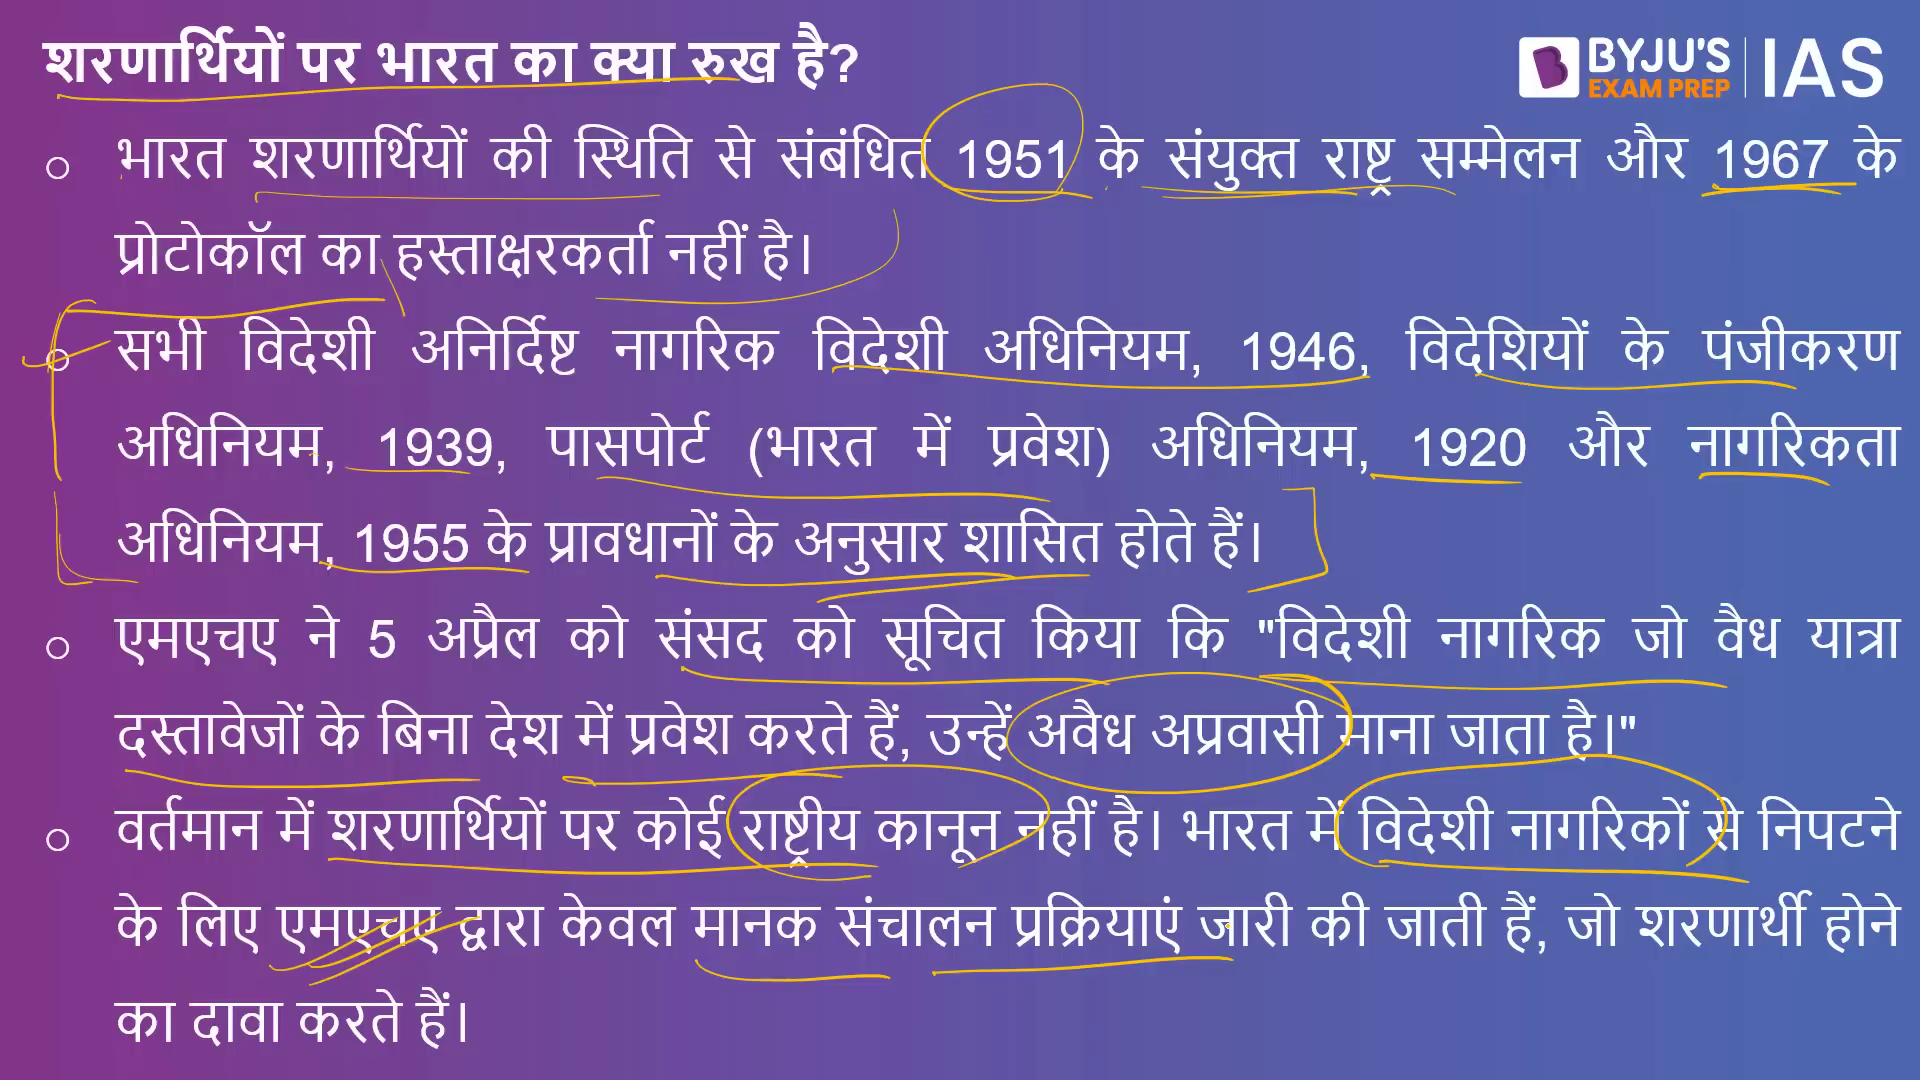 शरणार्थियों पर भारत का क्या रुख है?
BYJU'S
EXAM PREP
IAS
भारत शरणार्थियों की स्थिति से संबंधित 1951 के संयुक्त राष्ट्र सम्मेलन और 1967 के
प्रोटोकॉल का हस्ताक्षरकर्ता नहीं है।
सभी विदेशी अनिर्दिष्ट नागरिक विदेशी अधिनियम, 1946, विदेशियों के पंजीकरण
अधिनियम, 1939, पासपोर्ट (भारत में प्रवेश) अधिनियम, 1920 और नागरिकता
अधिनियम, 1955 के प्रावधानों के अनुसार शासित होते हैं।
एमएचए ने 5 अप्रैल को संसद को सूचित किया कि "विदेशी नागरिक जो वैध यात्रा
दस्तावेजों के बिना देश में प्रवेश करते हैं, उन्हें अवैध अप्रवासी माना जाता है।"
वर्तमान में शरणार्थियों पर कोई राष्ट्रीय कानून नहीं है। भारत में विदेशी नागरिकों से निपटने
के लिए एमएचए द्वारा केवल मानक संचालन प्रक्रियाएं जारी की जाती हैं, जो शरणार्थी होने
का दावा करते हैं।